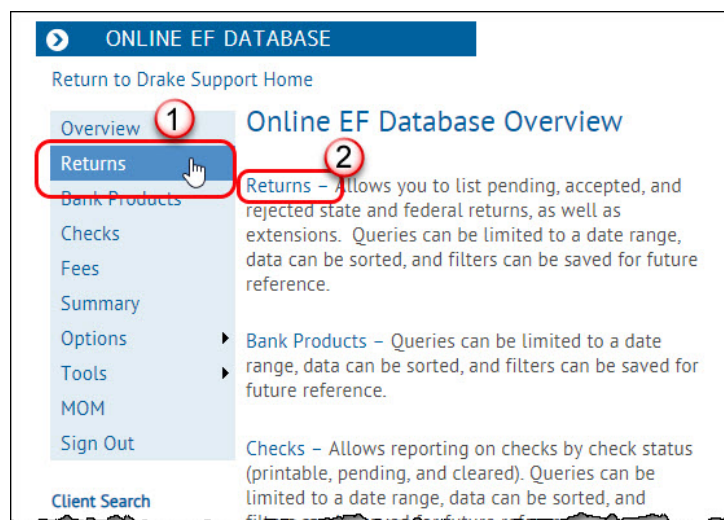 ONLINE EF DATABASE
Return to Drake Support Home
Overview
1
Returns
Bank Products
Checks
Fees
Summary
Options
Tools
MOM
Sign Out
Client Search
Online EF Database Overview
2
Returns – Allows you to list pending, accepted, and
rejected state and federal returns, as well as
extensions. Queries can be limited to a date range,
data can be sorted, and filters can be saved for future
reference.
Bank Products – Queries can be limited to a date
range, data can be sorted, and filters can be saved for
future reference.
Checks – Allows reporting on checks by check status
(printable, pending, and cleared). Queries can be
limited to a date range, data can be sorted, and